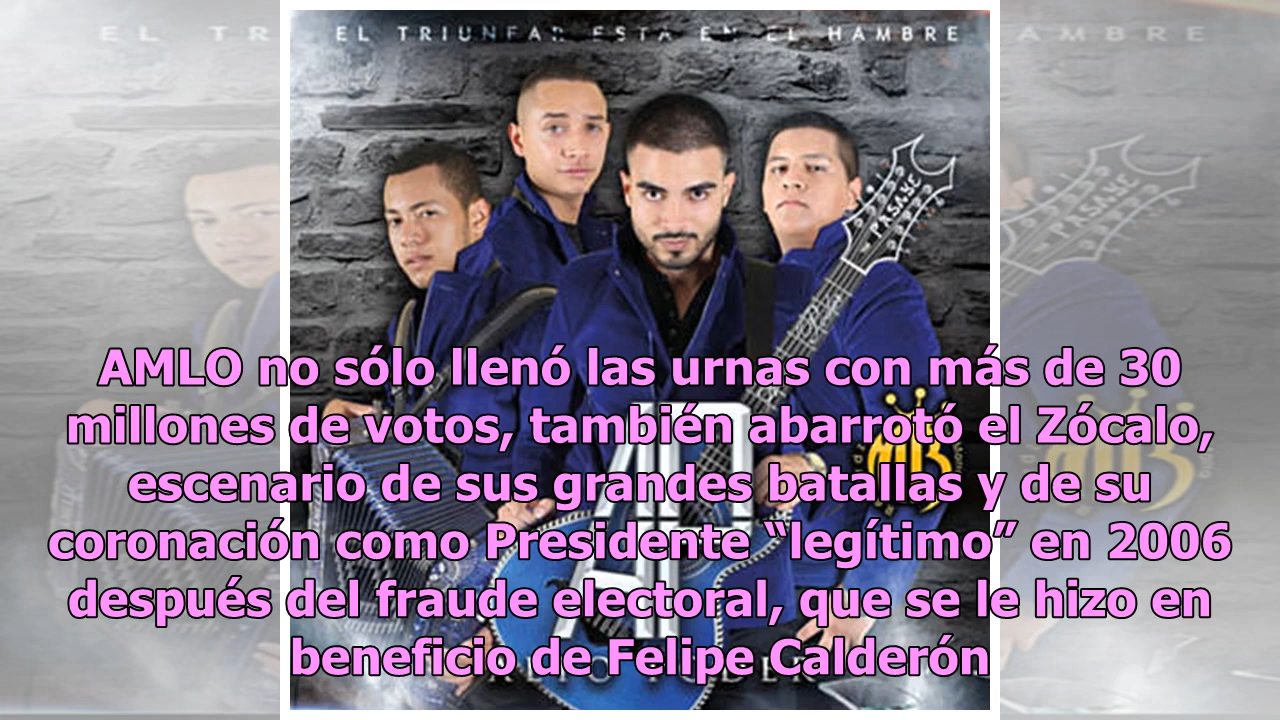 EL TRIUNFAR ESTA EN EL HAMBRE
PASAYE
AMLO no sólo llenó las urnas con más de 30
millones de votos, también abarrotó el Zócalo,
escenario de sus grandes batallas y de su
coronación como Presidente “legítimo” en 2006
después del fraude electoral, que se le hizo en
beneficio de Felipe Calderón